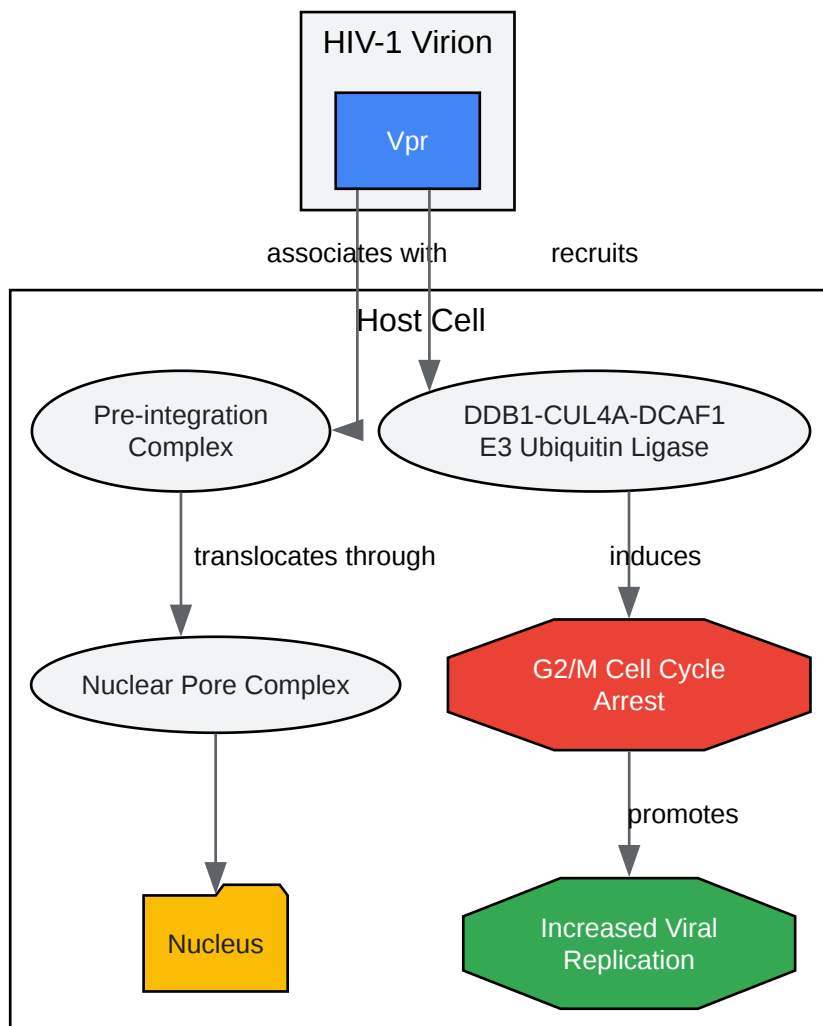 HIV-1 Virion
Vpr
associates with
recruits
Host Cell
Pre-integration
Complex
DDB1-CUL4A-DCAF1
E3 Ubiquitin Ligase
translocates through
induces
Nuclear Pore Complex
G2/M Cell Cycle
Arrest
promotes
Nucleus
Increased Viral
Replication